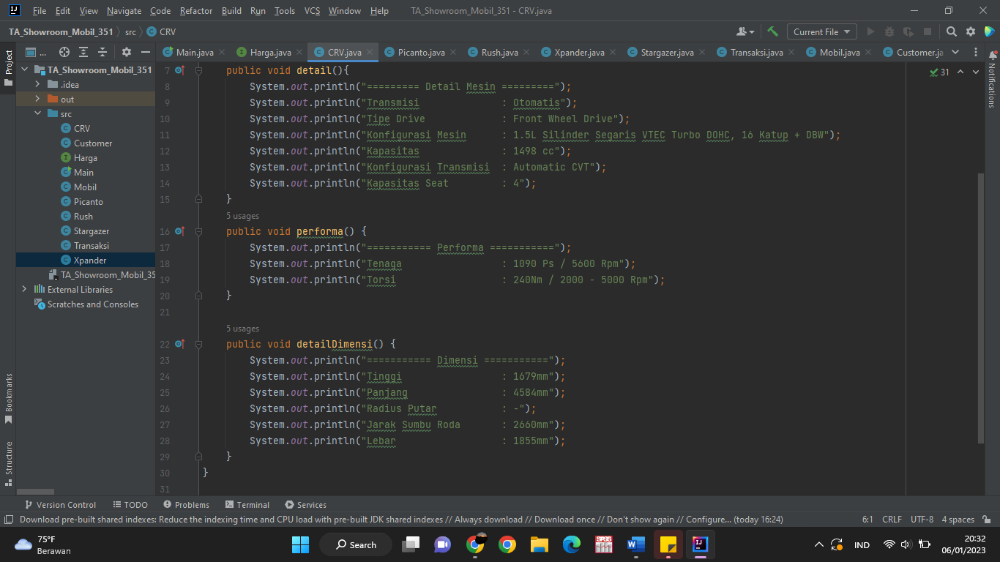 File Edit View Navigate Code Refactor Build Run Tools VCS Window Help TA_Showroom_Mobil_351 - CRV.java
TA_Showroom_Mobil_351 src CRV Current File
Project ... Main.java Harga.java CRV.java Picanto.java Rush.java Xpander.java Stargazer.java Transaksi.java Mobil.java Customer.ja
TA_Showroom_Mobil_351
.idea
out
src
CRV
Customer
Harga
Main
Mobil
Picanto
Rush
Stargazer
Transaksi
Xpander
TA_Showroom_Mobil_35
External Libraries
Scratches and Consoles
31
7 public void detail(){
8 System.out.println("========= Detail Mesin =========");
9 System.out.println("Transmisi : Otomatis");
10 System.out.println("Tipe Drive : Front Wheel Drive");
11 System.out.println("Konfigurasi Mesin : 1.5L Silinder Segaris VTEC Turbo DOHC, 16 Katup + DBW");
12 System.out.println("Kapasitas : 1498 cc");
13 System.out.println("Konfigurasi Transmisi : Automatic CVT");
14 System.out.println("Kapasitas Seat : 4");
15 }
5 usages
16 public void performa() {
17 System.out.println("=========== Performa ===========");
18 System.out.println("Tenaga : 1090 Ps / 5600 Rpm");
19 System.out.println("Torsi : 240Nm / 2000 - 5000 Rpm");
20 }
21
5 usages
22 public void detailDimensi() {
23 System.out.println("=========== Dimensi ===========");
24 System.out.println("Tinggi : 1679mm");
25 System.out.println("Panjang : 4584mm");
26 System.out.println("Radius Putar : -");
27 System.out.println("Jarak Sumbu Roda : 2660mm");
28 System.out.println("Lebar : 1855mm");
29 }
30 }
31
Notifications
Bookmarks
Structure
Version Control TODO Problems Terminal Services
Download pre-built shared indexes: Reduce the indexing time and CPU load with pre-built JDK shared indexes // Always download // Download once // Don't show again // Configure... (today 16:24) 6:1 CRLF UTF-8 4 spaces
75°F
Berawan
Search
SPSS
IND
20:32
06/01/2023